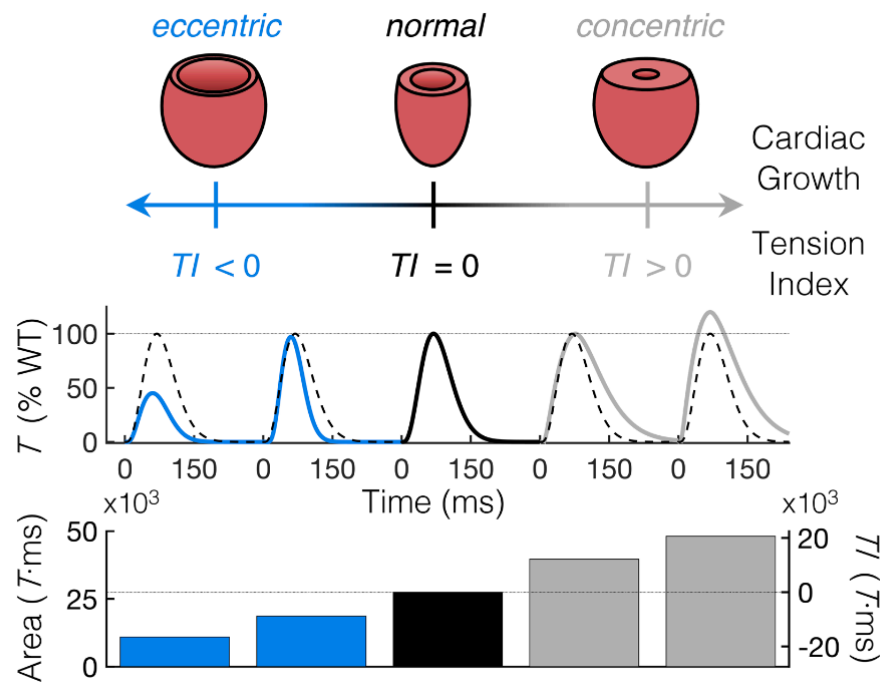 eccentric normal concentric
Cardiac
Growth
TI < 0 TI = 0 TI > 0
Tension
Index
T (% WT)
100
50
0
0 150 0 150 0 150 0 150 0 150
x10³ Time (ms) x10³
Area (T·ms)
50
25
0
20
0
-20
TI (T·ms)